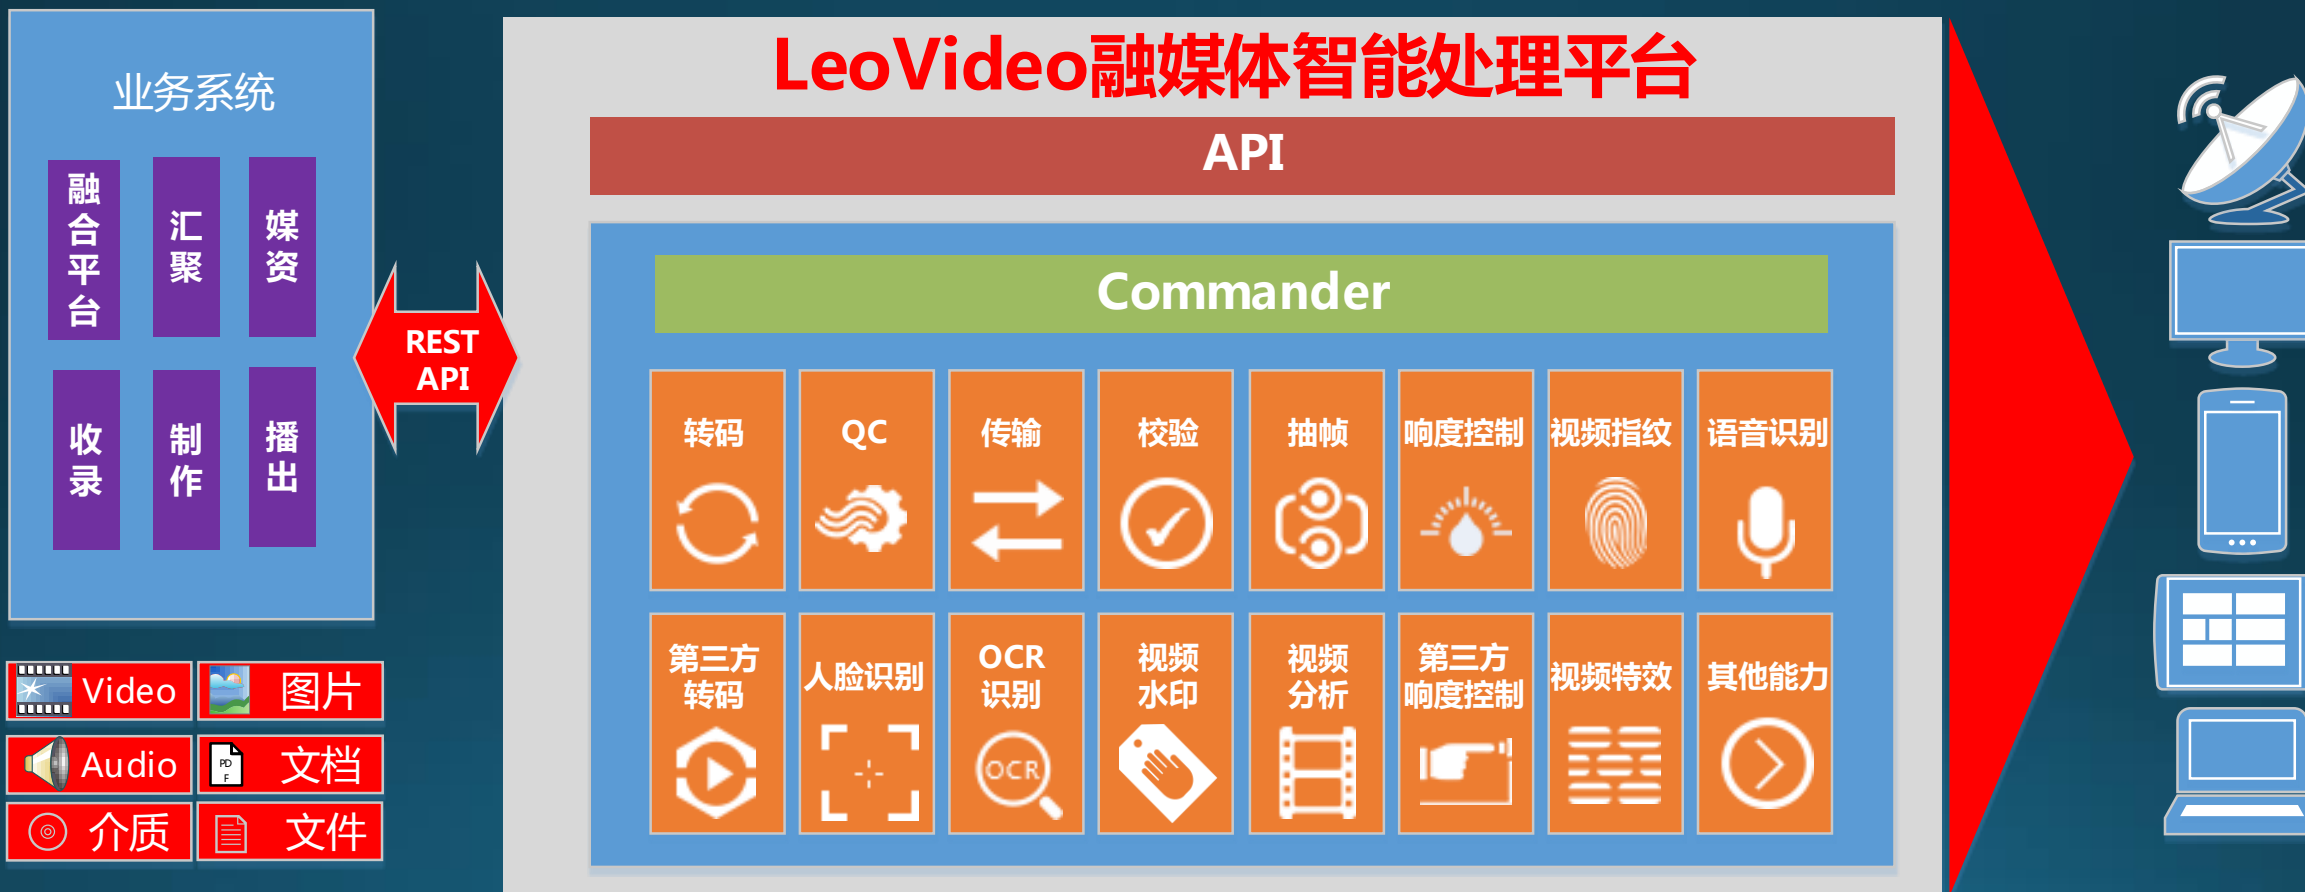 业务系统
融合平台
汇聚
媒资
收录
制作
播出
REST
API
Video
图片
Audio
PD
F
文档
介质
文件
LeoVideo融媒体智能处理平台
API
Commander
转码
QC
传输
校验
抽帧
响度控制
视频指纹
语音识别
第三方
转码
人脸识别
OCR
识别
OCR
视频
水印
视频
分析
第三方
响度控制
视频特效
其他能力